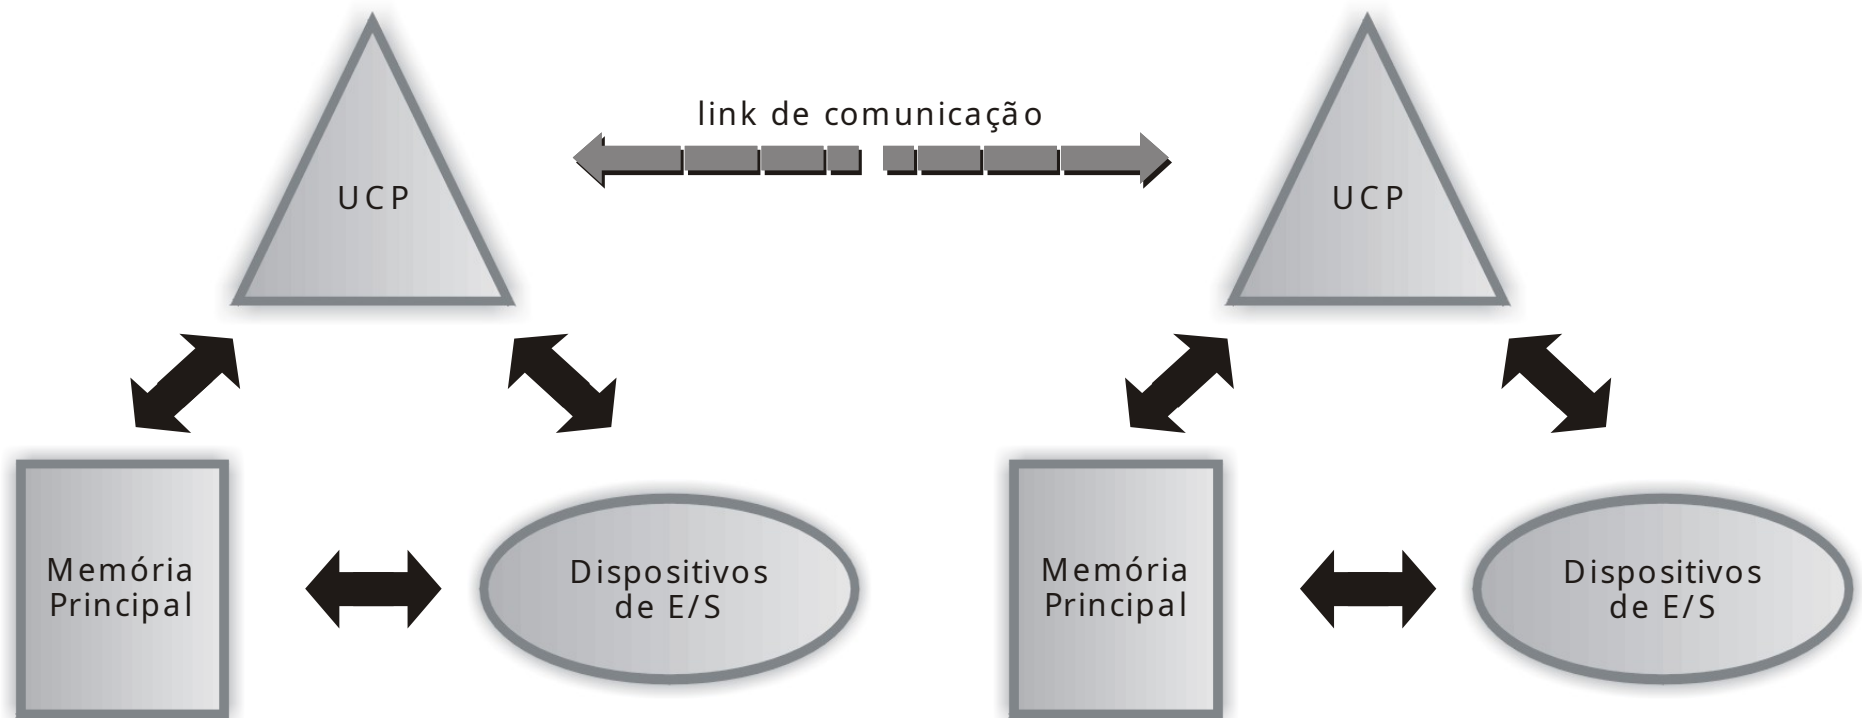 link de comunicação
UCP
UCP
Memória
Principal
Dispositivos
de E/S
Memória
Principal
Dispositivos
de E/S